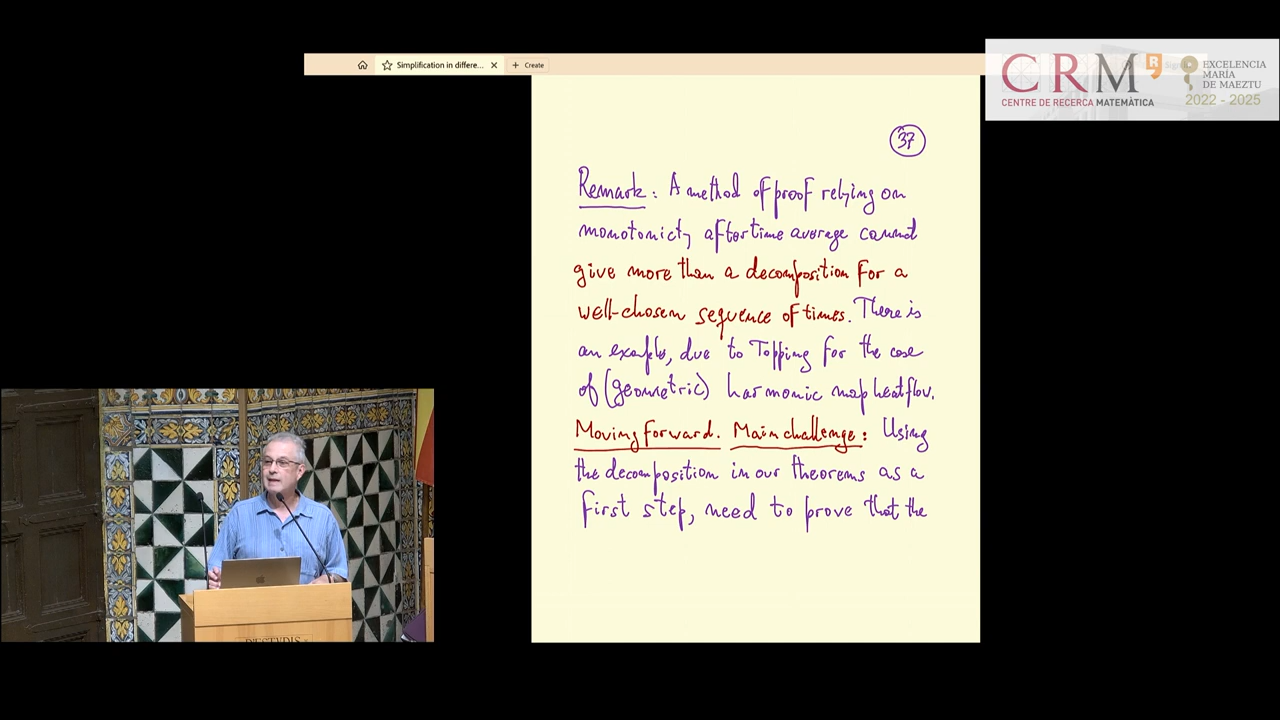 Simplification in differe...
Create
CRM
CENTRE DE RECERCA MATEMÀTICA
EXCELENCIA
MARÍA
DE MAEZTU
2022 - 2025
37
Remark: A method of proof relying on
monotonicity after time average cannot
give more than a decomposition for a
well-chosen sequence of times. There is
an example, due to Topping for the case
of (geometric) harmonic map heat flow.
Moving forward. Main challenge: Using
the decomposition in our theorems as a
first step, need to prove that the
D'ESTVDIS